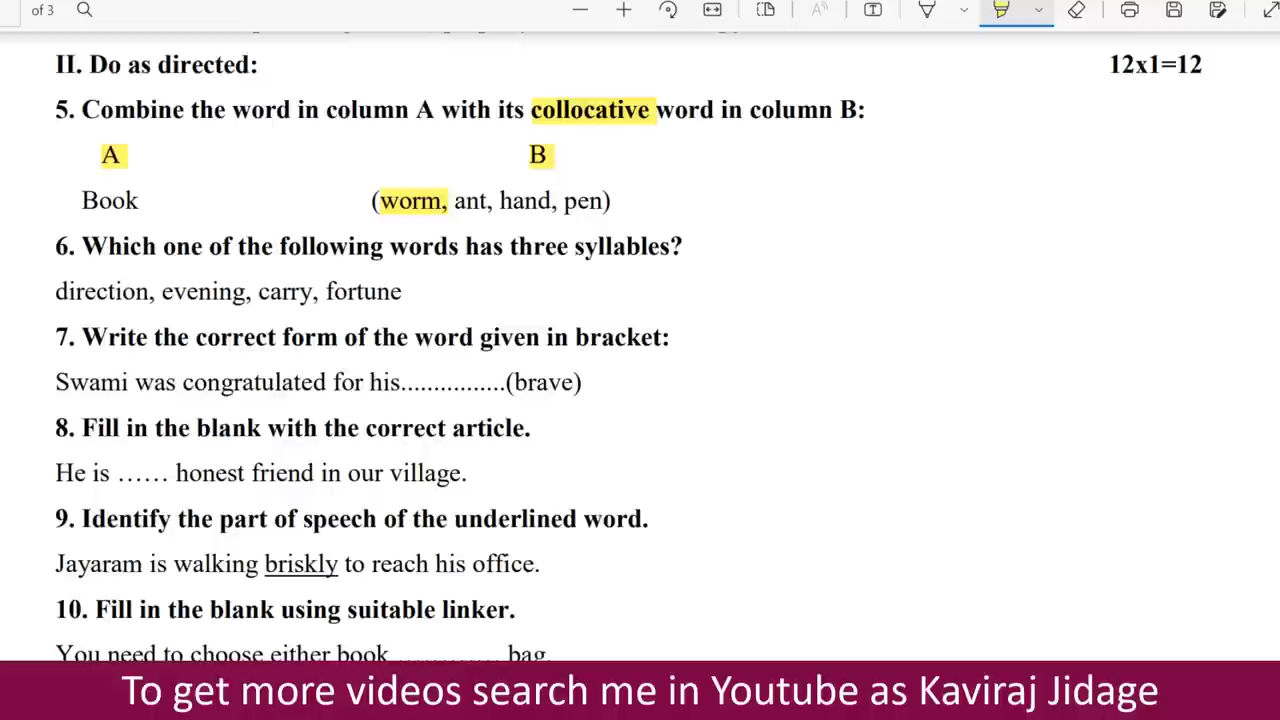 of 3
II. Do as directed: 12x1=12
5. Combine the word in column A with its collocative word in column B:
A B
Book (worm, ant, hand, pen)
6. Which one of the following words has three syllables?
direction, evening, carry, fortune
7. Write the correct form of the word given in bracket:
Swami was congratulated for his................(brave)
8. Fill in the blank with the correct article.
He is …… honest friend in our village.
9. Identify the part of speech of the underlined word.
Jayaram is walking briskly to reach his office.
10. Fill in the blank using suitable linker.
You need to choose either book ................ bag.
To get more videos search me in Youtube as Kaviraj Jidage